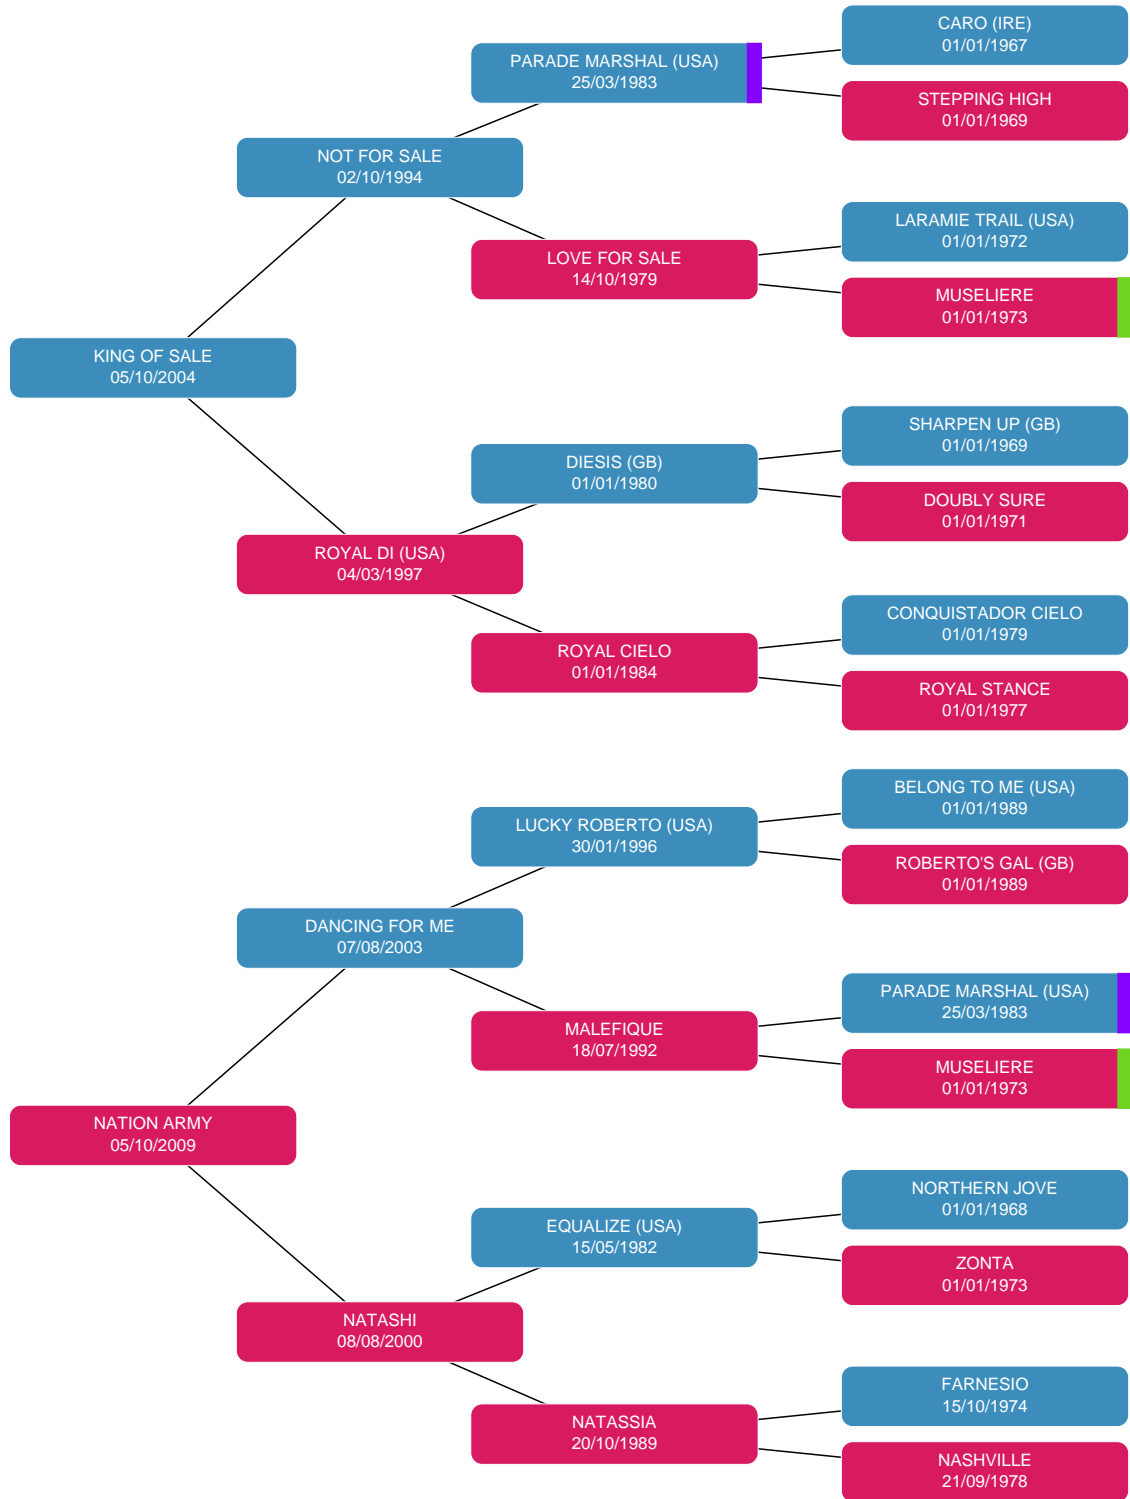 CARO (IRE)
01/01/1967
PARADE MARSHAL (USA)
25/03/1983
STEPPING HIGH
01/01/1969
NOT FOR SALE
02/10/1994
LARAMIE TRAIL (USA)
01/01/1972
LOVE FOR SALE
14/10/1979
MUSELIERE
01/01/1973
KING OF SALE
05/10/2004
SHARPEN UP (GB)
01/01/1969
DIESIS (GB)
01/01/1980
DOUBLY SURE
01/01/1971
ROYAL DI (USA)
04/03/1997
CONQUISTADOR CIELO
01/01/1979
ROYAL CIELO
01/01/1984
ROYAL STANCE
01/01/1977
BELONG TO ME (USA)
01/01/1989
LUCKY ROBERTO (USA)
30/01/1996
ROBERTO'S GAL (GB)
01/01/1989
DANCING FOR ME
07/08/2003
PARADE MARSHAL (USA)
25/03/1983
MALEFIQUE
18/07/1992
MUSELIERE
01/01/1973
NATION ARMY
05/10/2009
NORTHERN JOVE
01/01/1968
EQUALIZE (USA)
15/05/1982
ZONTA
01/01/1973
NATASHI
08/08/2000
FARNESIO
15/10/1974
NATASSIA
20/10/1989
NASHVILLE
21/09/1978